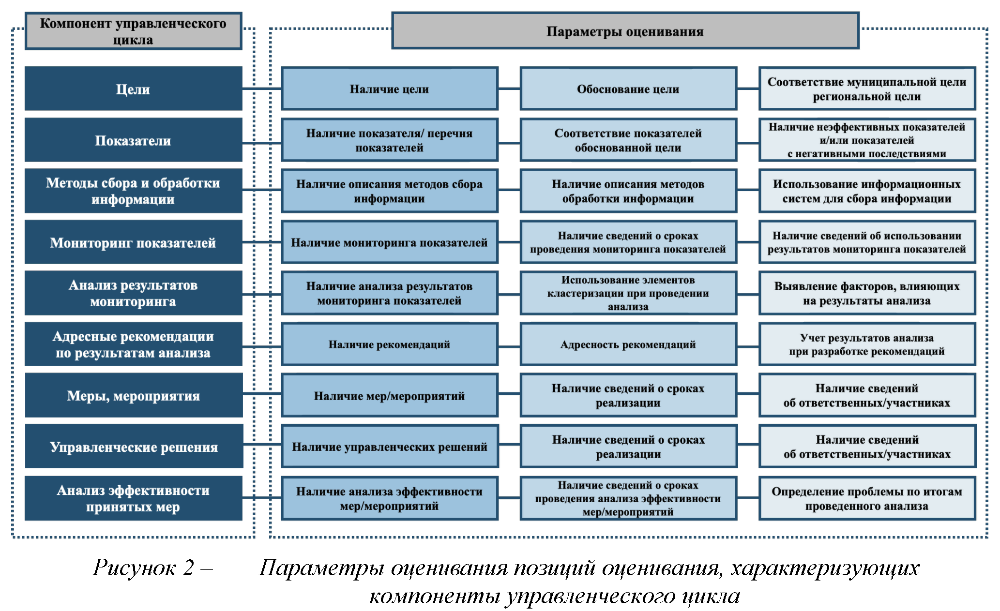 Компонент управленческого
цикла
Параметры оценивания
Цели
Наличие цели
Обоснование цели
Соответствие муниципальной цели
региональной цели
Показатели
Наличие показателя/ перечня
показателей
Соответствие показателей
обоснованной цели
Наличие неэффективных показателей
и/или показателей
с негативными последствиями
Методы сбора и обработки
информации
Наличие описания методов сбора
информации
Наличие описания методов
обработки информации
Использование информационных
систем для сбора информации
Мониторинг показателей
Наличие мониторинга показателей
Наличие сведений о сроках
проведения мониторинга показателей
Наличие сведений об использовании
результатов мониторинга показателей
Анализ результатов
мониторинга
Наличие анализа результатов
мониторинга показателей
Использование элементов
кластеризации при проведении
анализа
Выявление факторов, влияющих
на результаты анализа
Адресные рекомендации
по результатам анализа
Наличие рекомендаций
Адресность рекомендаций
Учет результатов анализа
при разработке рекомендаций
Меры, мероприятия
Наличие мер/мероприятий
Наличие сведений о сроках
реализации
Наличие сведений
об ответственных/участниках
Управленческие решения
Наличие управленческих решений
Наличие сведений о сроках
реализации
Наличие сведений
об ответственных/участниках
Анализ эффективности
принятых мер
Наличие анализа эффективности
мер/мероприятий
Наличие сведений о сроках
проведения анализа эффективности
мер/мероприятий
Определение проблемы по итогам
проведенного анализа
Рисунок 2 – Параметры оценивания позиций оценивания, характеризующих
компоненты управленческого цикла